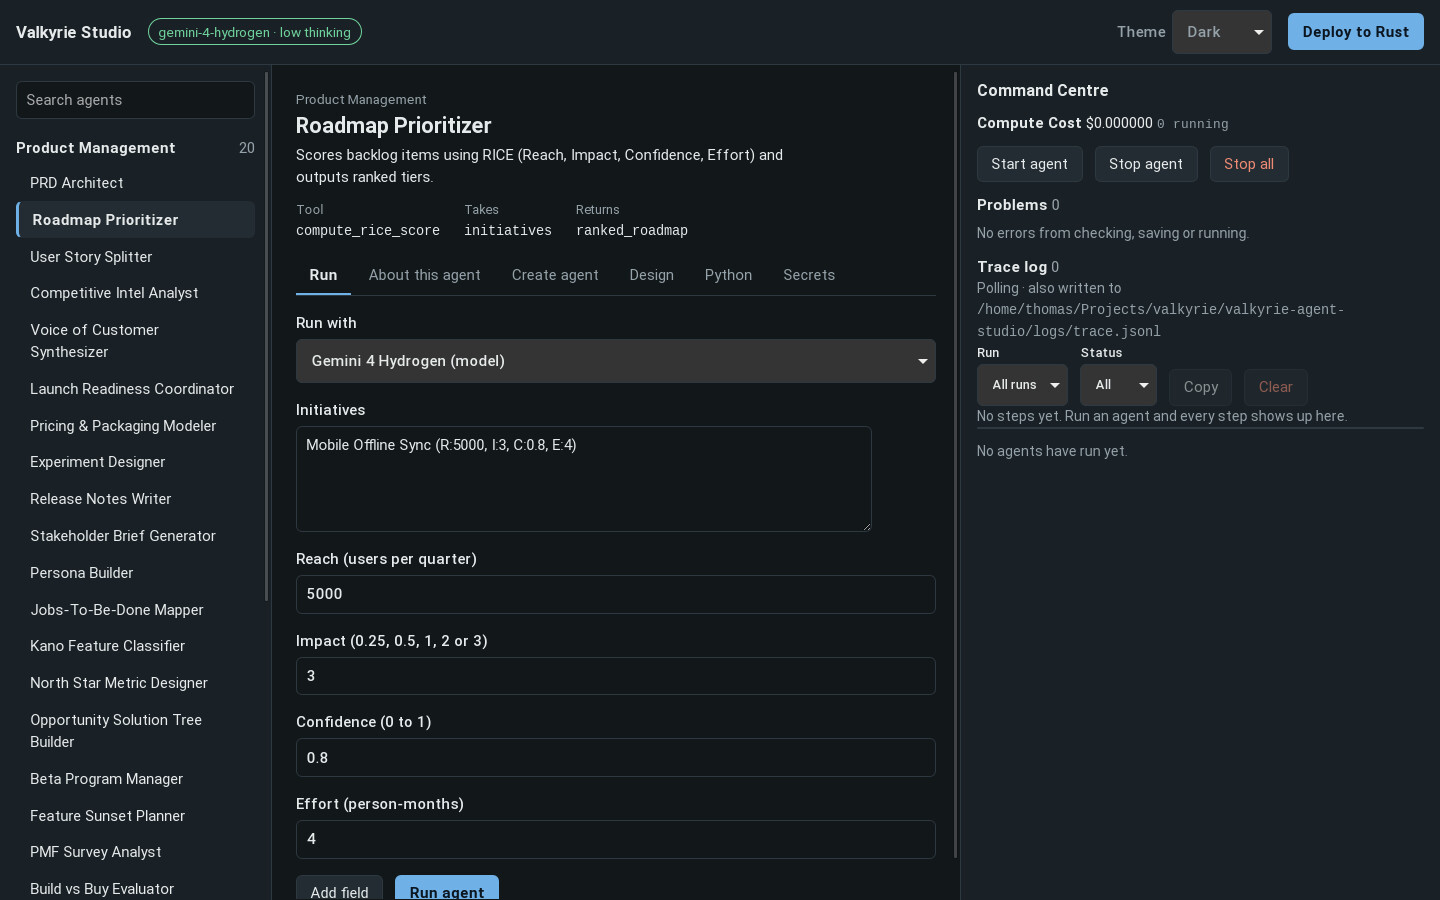 Valkyrie Studio
gemini-4-hydrogen · low thinking
Theme
Dark
Deploy to Rust
Search agents
Product Management 20
PRD Architect
Roadmap Prioritizer
User Story Splitter
Competitive Intel Analyst
Voice of Customer
Synthesizer
Launch Readiness Coordinator
Pricing & Packaging Modeler
Experiment Designer
Release Notes Writer
Stakeholder Brief Generator
Persona Builder
Jobs-To-Be-Done Mapper
Kano Feature Classifier
North Star Metric Designer
Opportunity Solution Tree
Builder
Beta Program Manager
Feature Sunset Planner
PMF Survey Analyst
Build vs Buy Evaluator
Product Management
Roadmap Prioritizer
Scores backlog items using RICE (Reach, Impact, Confidence, Effort) and
outputs ranked tiers.
Tool Takes Returns
compute_rice_score initiatives ranked_roadmap
Run About this agent Create agent Design Python Secrets
Run with
Gemini 4 Hydrogen (model)
Initiatives
Mobile Offline Sync (R:5000, I:3, C:0.8, E:4)
Reach (users per quarter)
5000
Impact (0.25, 0.5, 1, 2 or 3)
3
Confidence (0 to 1)
0.8
Effort (person-months)
4
Add field Run agent
Command Centre
Compute Cost $0.000000 0 running
Start agent Stop agent Stop all
Problems 0
No errors from checking, saving or running.
Trace log 0
Polling · also written to
/home/thomas/Projects/valkyrie/valkyrie-agent-
studio/logs/trace.jsonl
Run Status
All runs All Copy Clear
No steps yet. Run an agent and every step shows up here.
No agents have run yet.